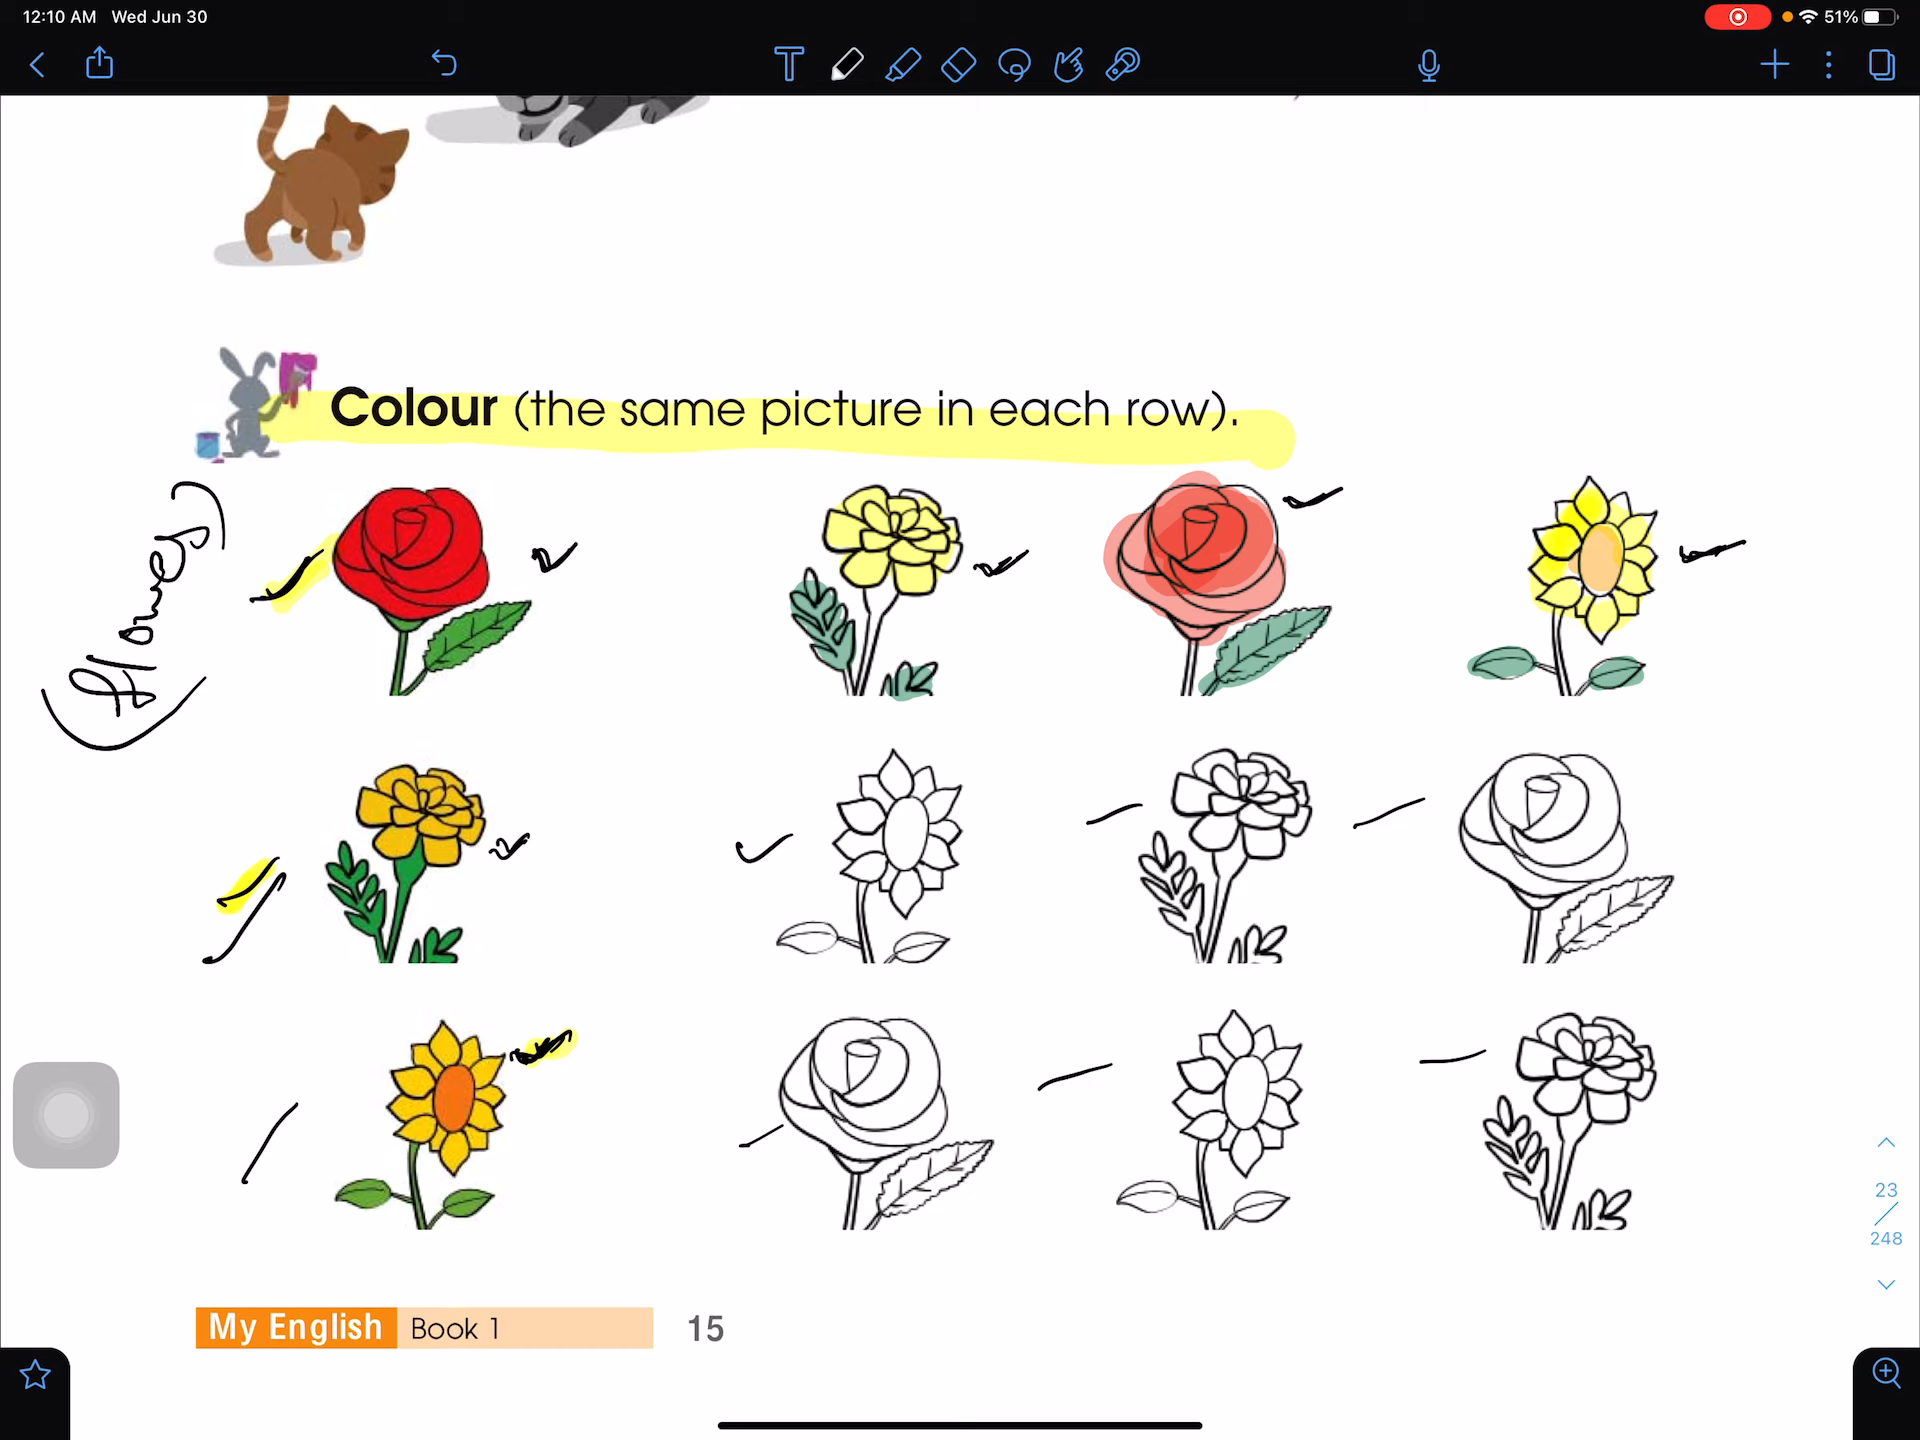 12:10 AM Wed Jun 30
51%
Colour (the same picture in each row).
(flowers)
23
/
248
My English Book 1 15